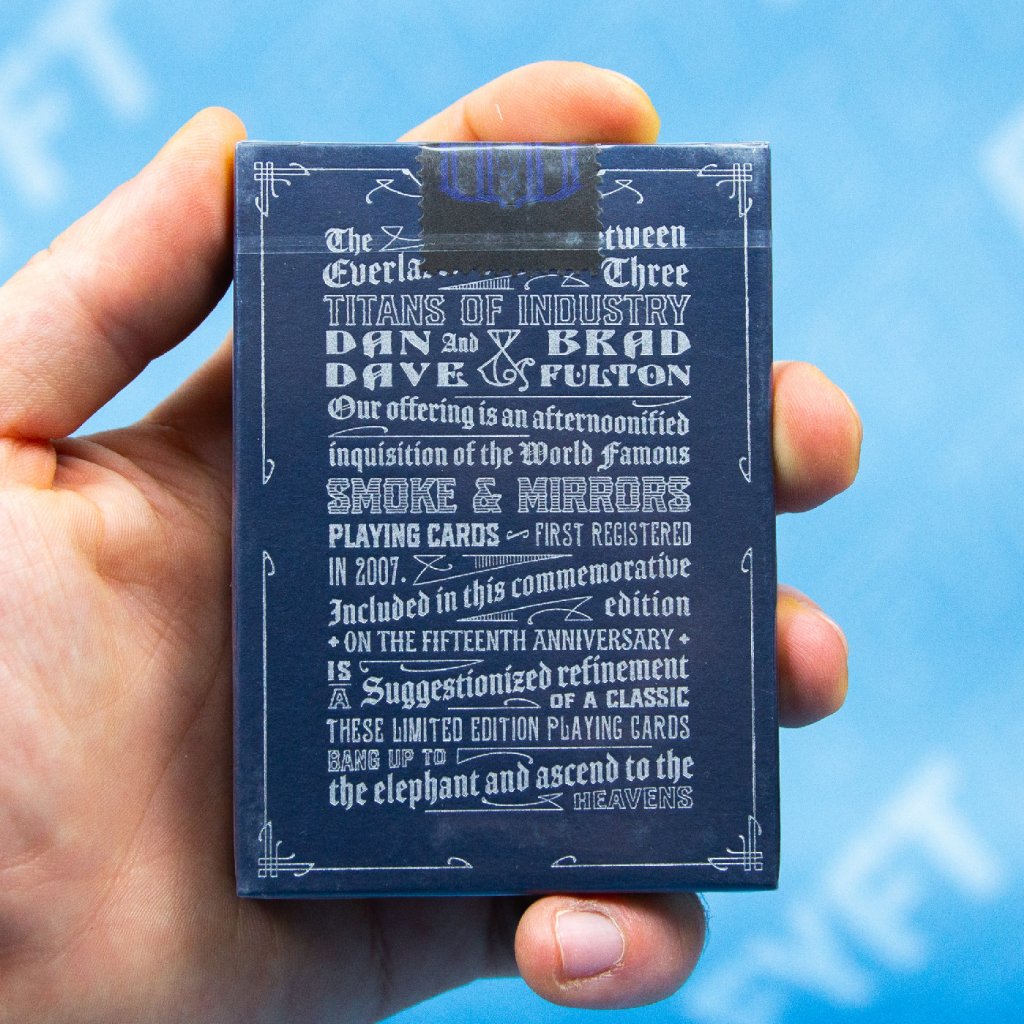 The
Three
TITANS OF INDUSTRY
DAN And & BRAD
DAVE FULTON
Our offering is an afternoonified
inquisition of the World Famous
SMOKE & MIRRORS
PLAYING CARDS FIRST REGISTERED
IN 2007.
Included in this commemorative
edition
ON THE FIFTEENTH ANNIVERSARY
IS
A Suggestionized refinement
OF A CLASSIC
THESE LIMITED EDITION PLAYING CARDS
BANG UP TO
the elephant and ascend to the
HEAVENS